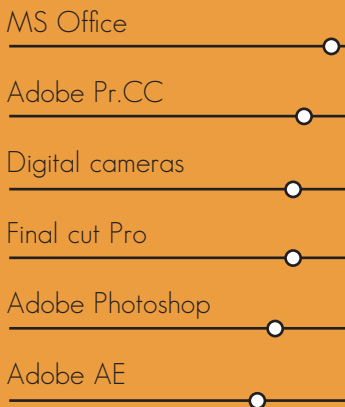 MS Office
Adobe Pr.CC
Digital cameras
Final cut Pro
Adobe Photoshop
Adobe AE